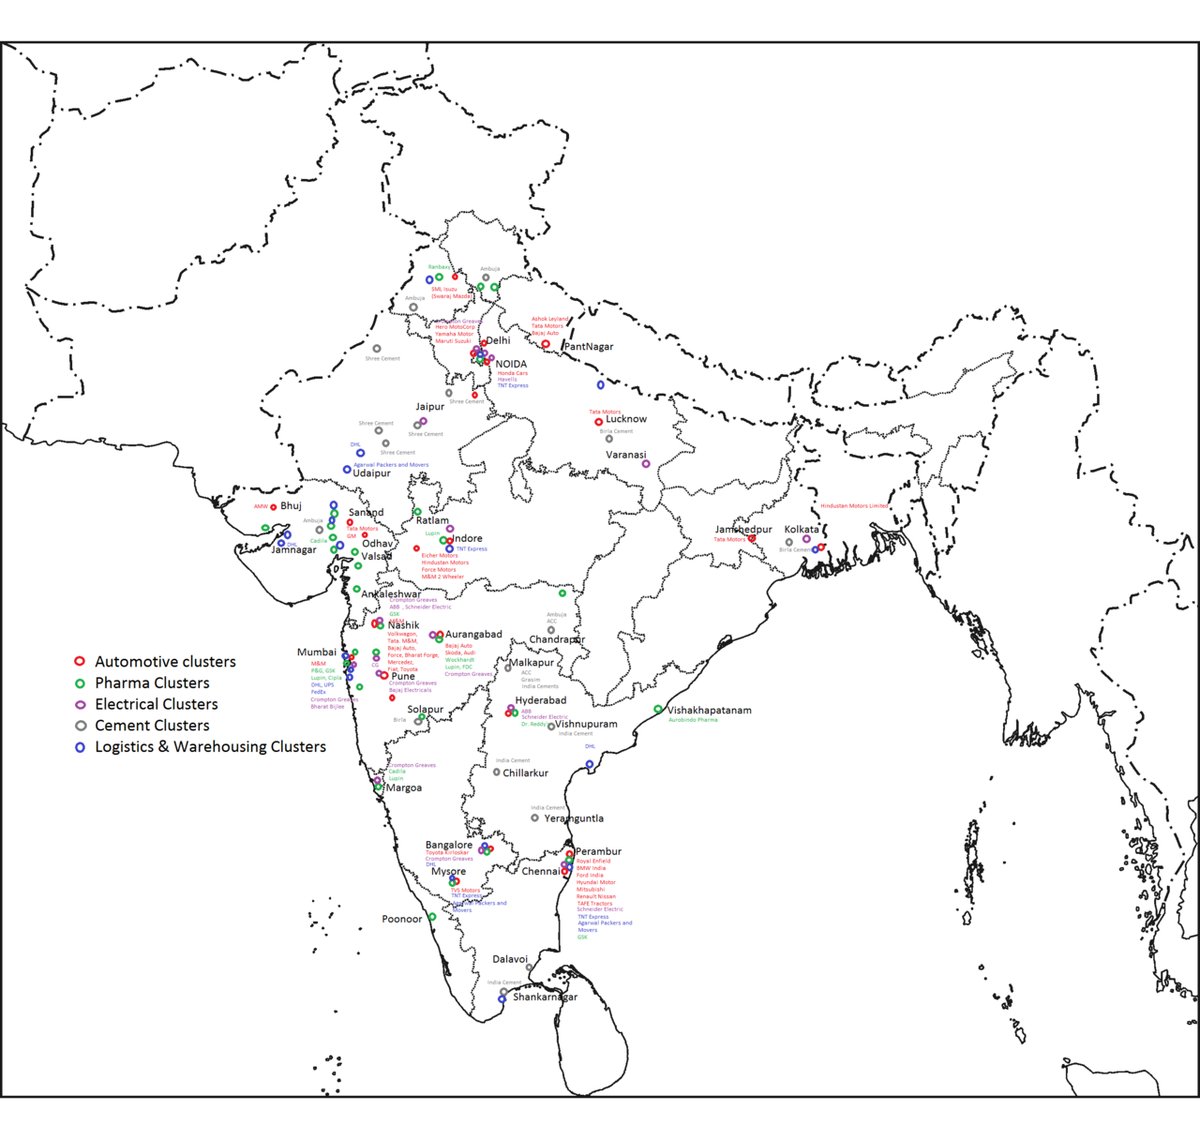 Ranbaxy
Ambuja
SML Isuzu
(Swaraj Mazda)
Ambuja
Crompton Greaves
Hero MotoCorp
Yamaha Motor
Maruti Suzuki
Delhi
Ashok Leyland
Tata Motors
Bajaj Auto
PantNagar
Shree Cement
NOIDA
Honda Cars
Havells
TNT Express
Shree Cement
Jaipur
Shree Cement
Shree Cement
Shree Cement
Tata Motors
Lucknow
Birla Cement
Varanasi
DHL
Agarwal Packers and Movers
Udaipur
AMW
Bhuj
Sanand
Ambuja
Tata Motors
GM
Cadila
DHL
Jamnagar
Odhav
Valsad
Ratlam
Lupin
Indore
TNT Express
Eicher Motors
Hindustan Motors
Force Motors
M&M 2 Wheeler
Hindustan Motors Limited
Jamshedpur
Tata Motors
Kolkata
Birla Cement
Ankaleshwar
Crompton Greaves
ABB , Schneider Electric
GSK
M&M
Nashik
Volkwagon,
Tata, M&M,
Bajaj Auto,
Force, Bharat Forge,
Mercedez,
Fiat, Toyota
CG
Pune
Crompton Greaves
Bajaj Electricals
Aurangabad
Bajaj Auto
Skoda, Audi
Wockhardt
Lupin, FDC
Crompton Greaves
Ambuja
ACC
Chandrapur
Mumbai
M&M
P&G, GSK
Lupin, Cipla
DHL, UPS
FedEx
Crompton Greaves
Bharat Bijlee
Malkapur
ACC
Grasim
India Cements
Automotive clusters
Pharma Clusters
Electrical Clusters
Cement Clusters
Logistics & Warehousing Clusters
Solapur
Birla
Hyderabad
ABB
Schneider Electric
Dr. Reddy
Vishnupuram
India Cement
Vishakhapatanam
Aurobindo Pharma
DHL
Crompton Greaves
Cadila
Lupin
Margoa
India Cement
Chillarkur
India Cement
Yeranguntla
Bangalore
Toyota Kirloskar
Crompton Greaves
DHL
Mysore
TVS Motors
TNT Express
Agarwal Packers and
Movers
Perambur
Chennai
Royal Enfield
BMW India
Ford India
Hyundai Motor
Mitsubishi
Renault Nissan
TAFE Tractors
Schneider Electric
TNT Express
Agarwal Packers and
Movers
GSK
Poonoor
Dalavoi
India Cement
Shankarnagar